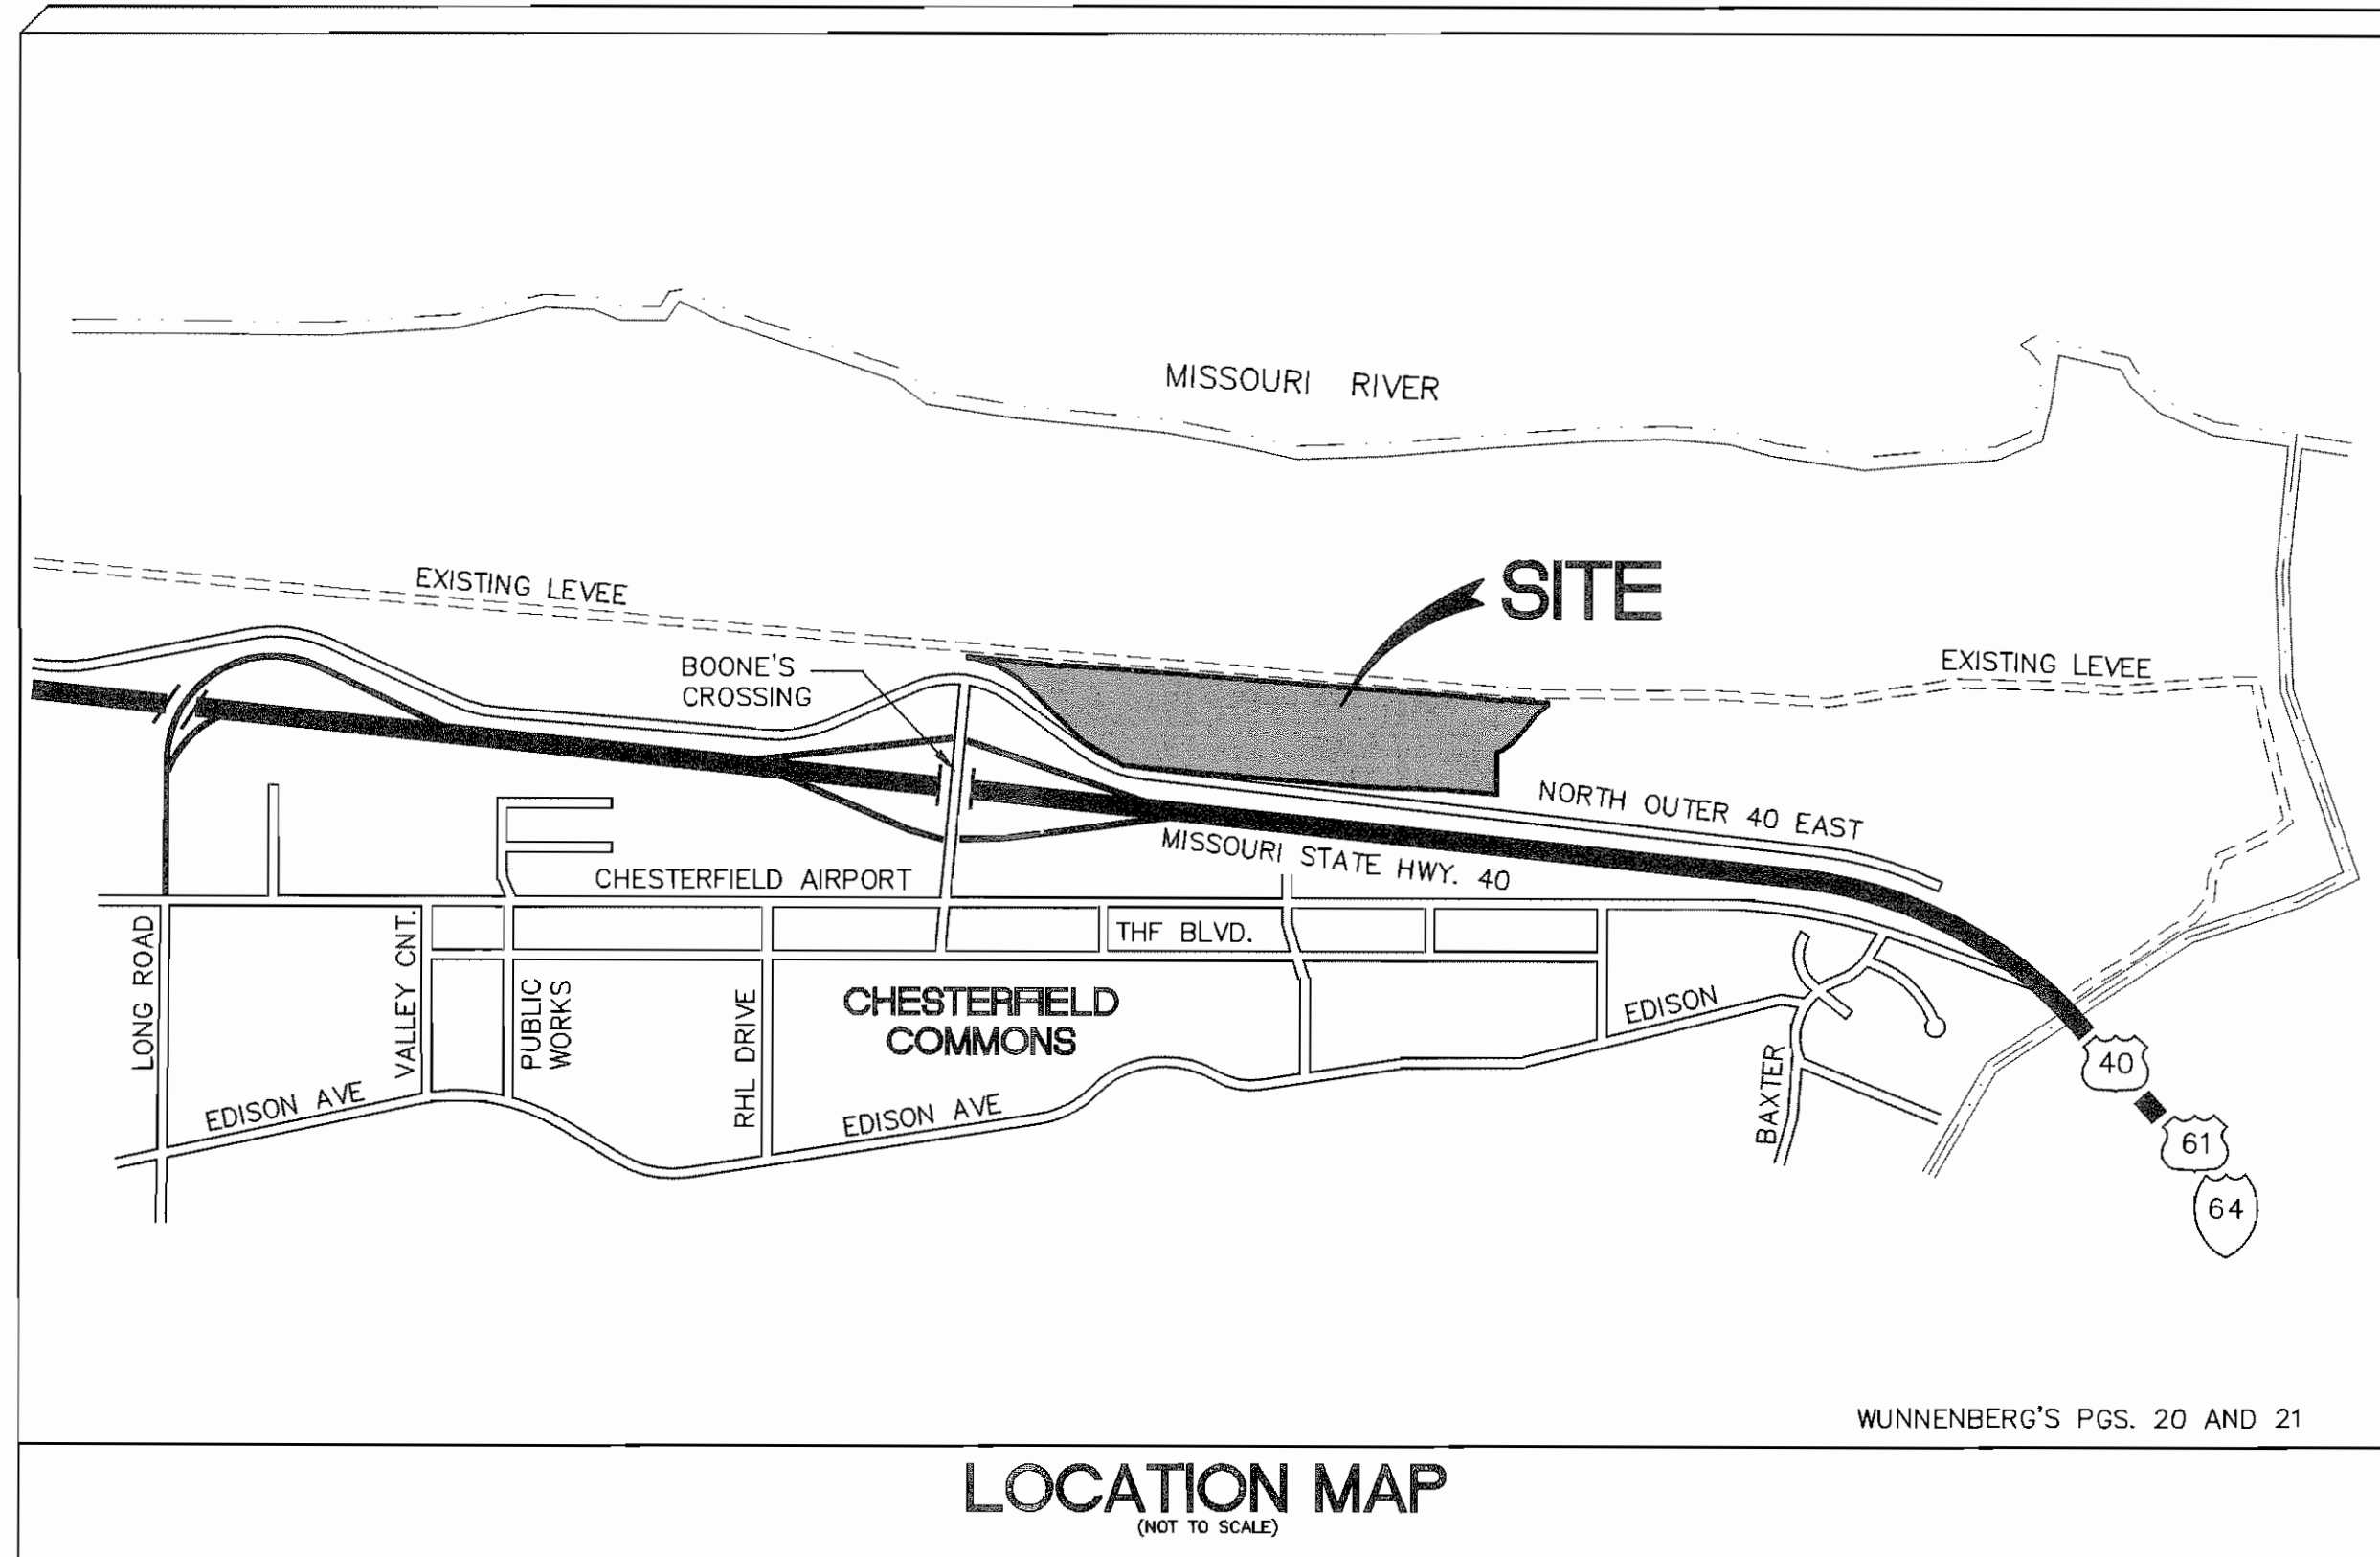 MISSOURI RIVER
SITE
EXISTING LEVEE
EXISTING LEVEE
BOONE'S
CROSSING
NORTH OUTER 40 EAST
MISSOURI STATE HWY. 40
CHESTERFIELD AIRPORT
THF BLVD.
LONG ROAD
VALLEY CNT.
PUBLIC
WORKS
RHL DRIVE
CHESTERFIELD
COMMONS
EDISON
EDISON AVE
EDISON AVE
BAXTER
40
61
64
WUNNENBERG'S PGS. 20 AND 21
LOCATION MAP
(NOT TO SCALE)